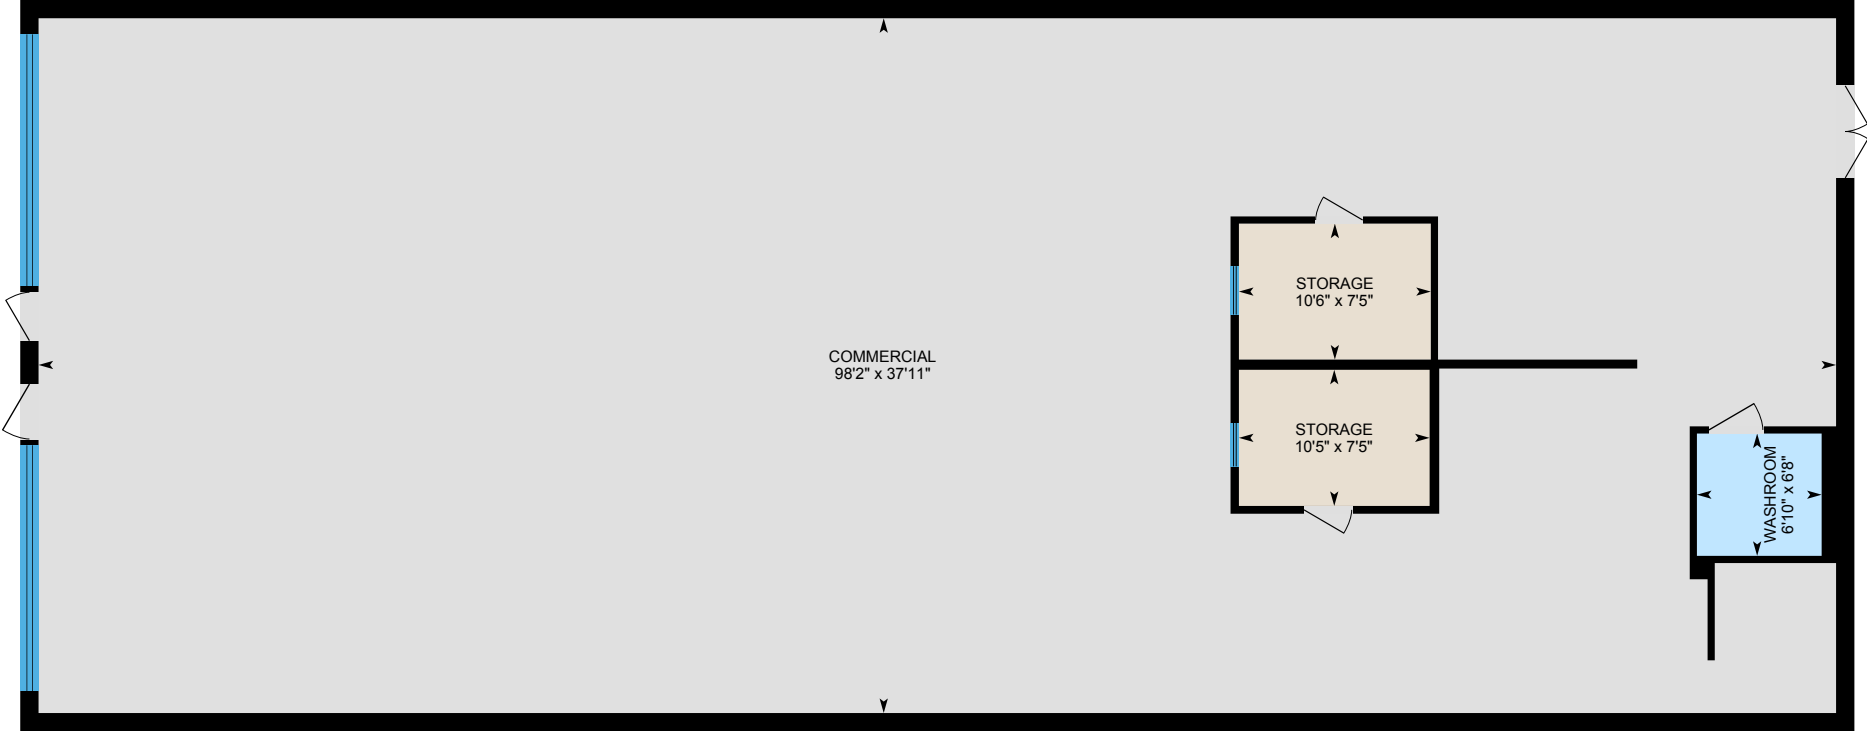 STORAGE
10'6" x 7'5"
COMMERCIAL
98'2" x 37'11"
STORAGE
10'5" x 7'5"
WASHROOM
6'10" x 6'8"